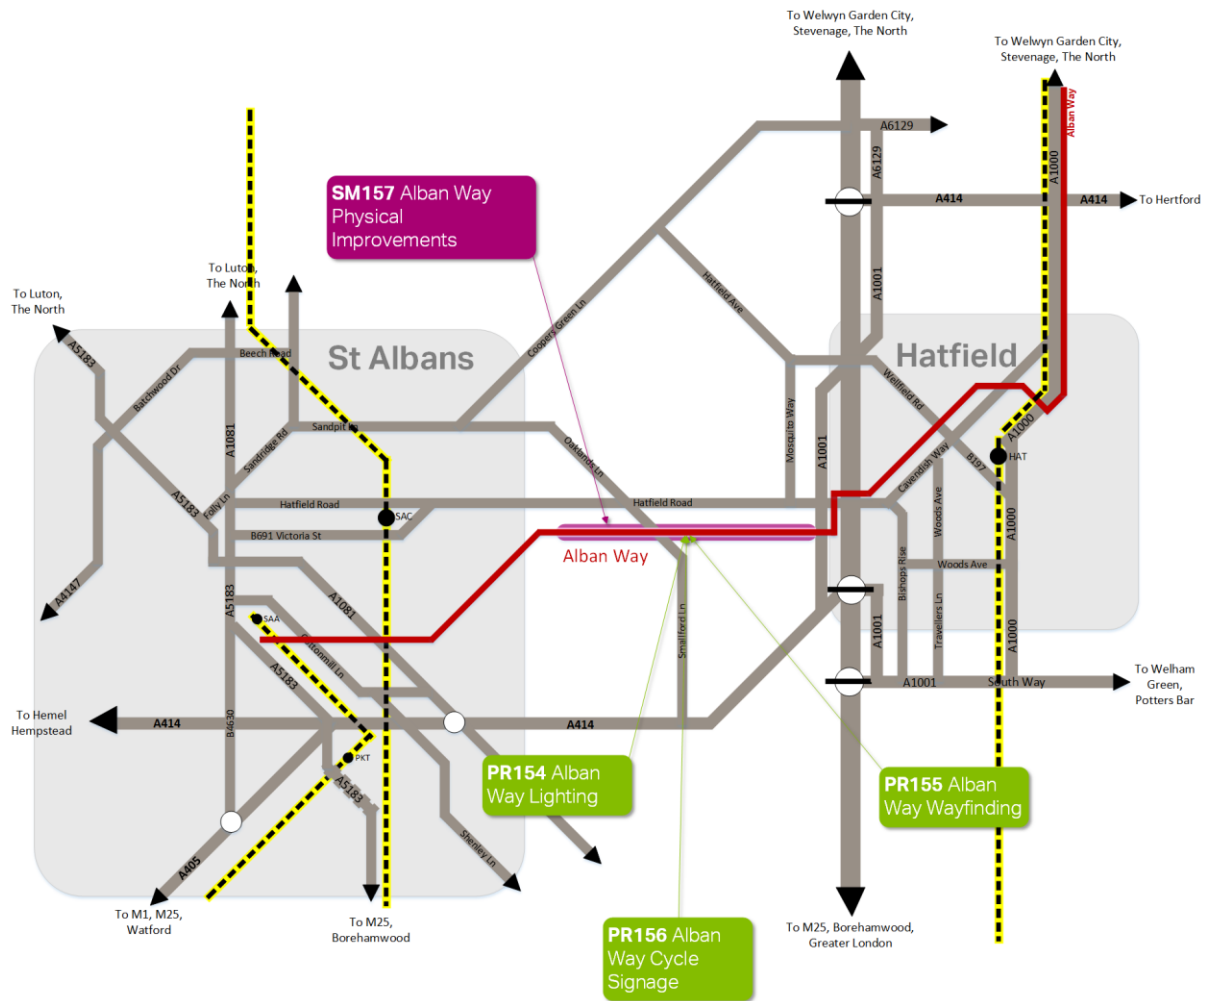 To Welwyn Garden City,
Stevenage, The North
To Welwyn Garden City,
Stevenage, The North
Alban Way
A6129
A6129
A1000
SM157 Alban Way
Physical
Improvements
A414
A414
To Hertford
To Luton,
The North
To Luton,
The North
Coopers Green Ln
Hatfield Ave
A1001
A5183
Beech Road
St Albans
Hatfield
Batchwood Dr
Wellfield Rd
A1081
Sandridge Rd
Sandpit Ln
Oaklands Ln
Mosquito Way
A1001
A1000
Cavendish Way
B197
HAT
A5183
Folly Ln
Hatfield Road
Hatfield Road
SAC
B691 Victoria St
Alban Way
Woods Ave
A1000
Woods Ave
Bishops Rise
A4147
A5183
A1081
SAA
Cottonmill Ln
Smallford Ln
A1001
Travellers Ln
A1000
A5183
A1001
South Way
To Welham
Green,
Potters Bar
To Hemel
Hempstead
A414
B4630
A414
PKT
A5183
PR154 Alban
Way Lighting
PR155 Alban
Way Wayfinding
Shenley Ln
A405
To M1, M25,
Watford
To M25,
Borehamwood
To M25, Borehamwood,
Greater London
PR156 Alban
Way Cycle
Signage